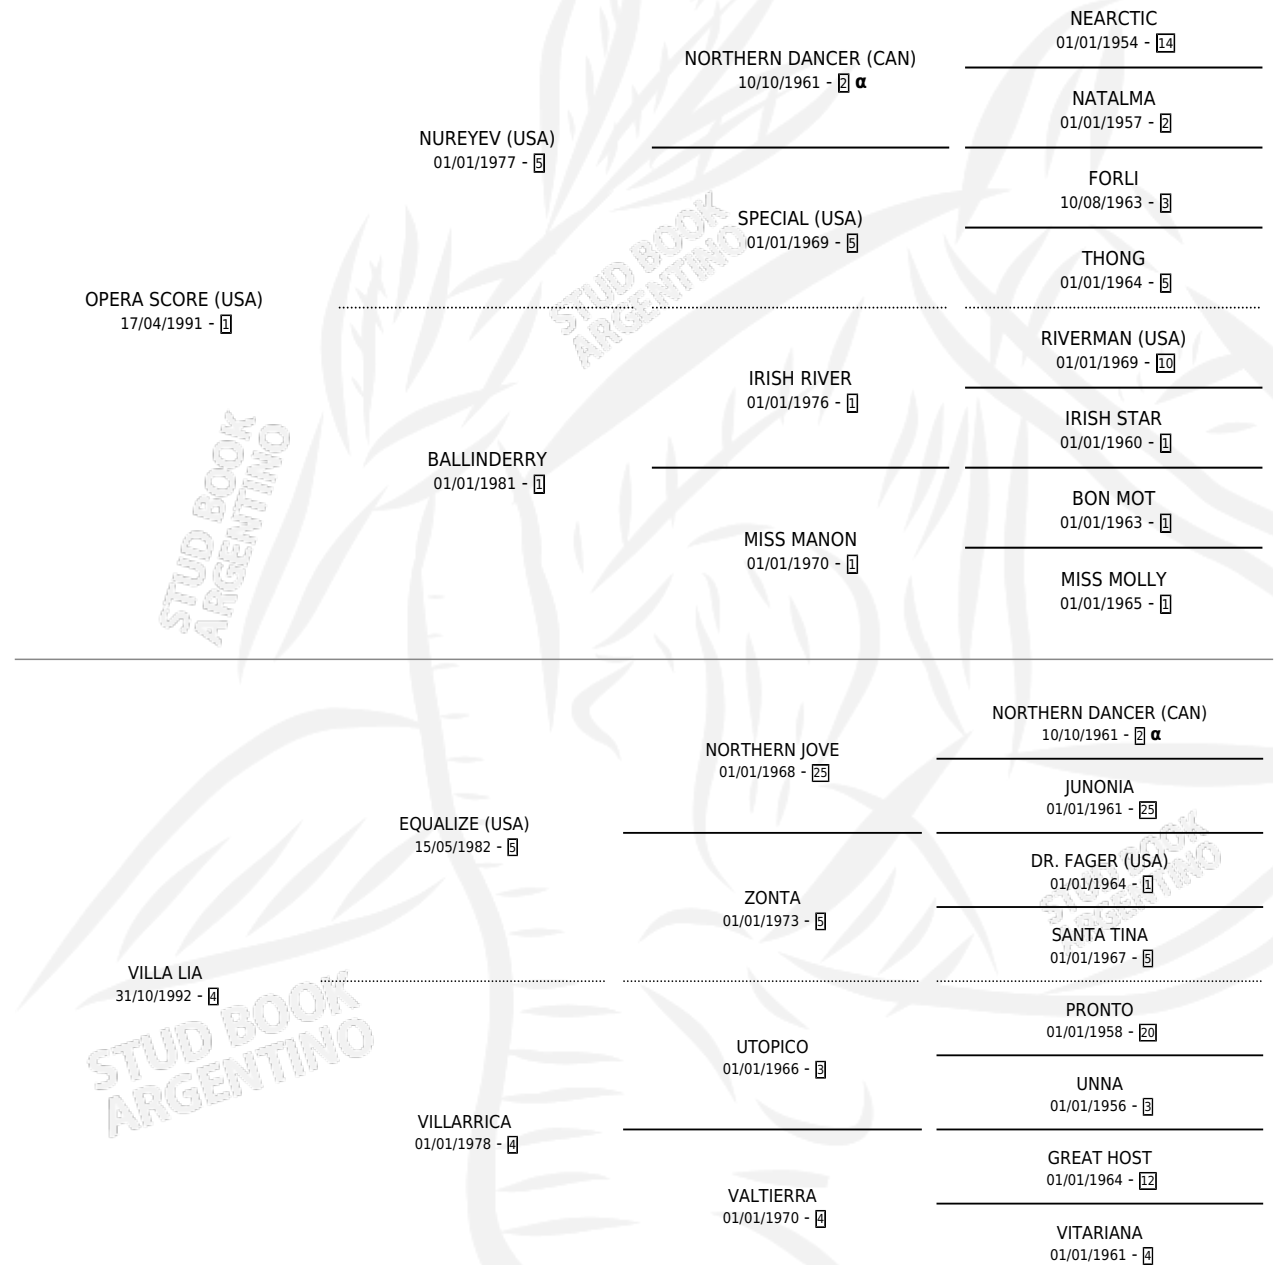 NEARCTIC
01/01/1954 - 14
NORTHERN DANCER (CAN)
10/10/1961 - 2 α
NATALMA
01/01/1957 - 2
NUREYEV (USA)
01/01/1977 - 5
FORLI
10/08/1963 - 3
SPECIAL (USA)
01/01/1969 - 5
THONG
01/01/1964 - 5
OPERA SCORE (USA)
17/04/1991 - 1
RIVERMAN (USA)
01/01/1969 - 10
IRISH RIVER
01/01/1976 - 1
IRISH STAR
01/01/1960 - 1
BALLINDERRY
01/01/1981 - 1
BON MOT
01/01/1963 - 1
MISS MANON
01/01/1970 - 1
MISS MOLLY
01/01/1965 - 1
NORTHERN DANCER (CAN)
10/10/1961 - 2 α
NORTHERN JOVE
01/01/1968 - 25
JUNONIA
01/01/1961 - 25
EQUALIZE (USA)
15/05/1982 - 5
DR. FAGER (USA)
01/01/1964 - 1
ZONTA
01/01/1973 - 5
SANTA TINA
01/01/1967 - 5
VILLA LIA
31/10/1992 - 4
PRONTO
01/01/1958 - 20
UTOPICO
01/01/1966 - 3
UNNA
01/01/1956 - 3
VILLARRICA
01/01/1978 - 4
GREAT HOST
01/01/1964 - 12
VALTIERRA
01/01/1970 - 4
VITARIANA
01/01/1961 - 4
STUD BOOK
ARGENTINO
STUD BOOK
ARGENTINO
STUD BOOK
ARGENTINO
STUD BOOK
ARGENTINO